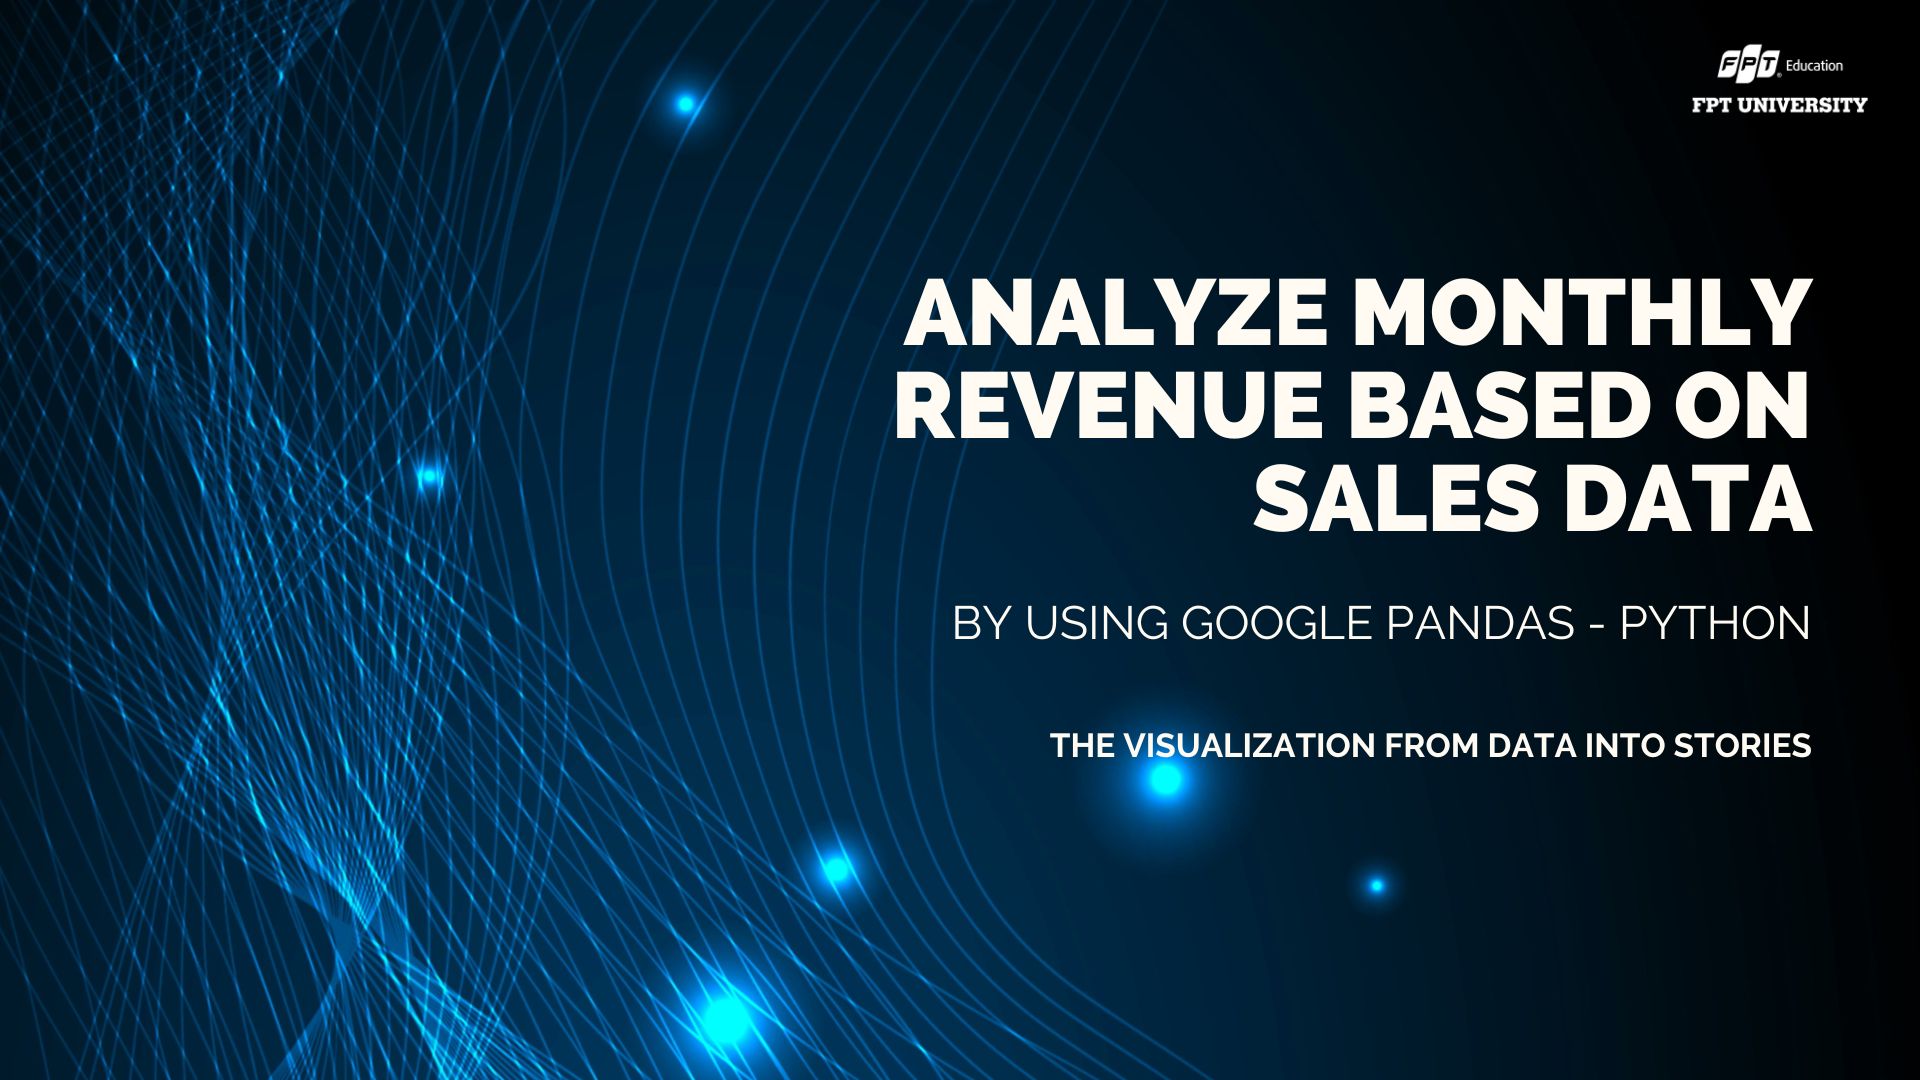 FPT Education
FPT UNIVERSITY
ANALYZE MONTHLY
REVENUE BASED ON
SALES DATA
BY USING GOOGLE PANDAS - PYTHON
THE VISUALIZATION FROM DATA INTO STORIES